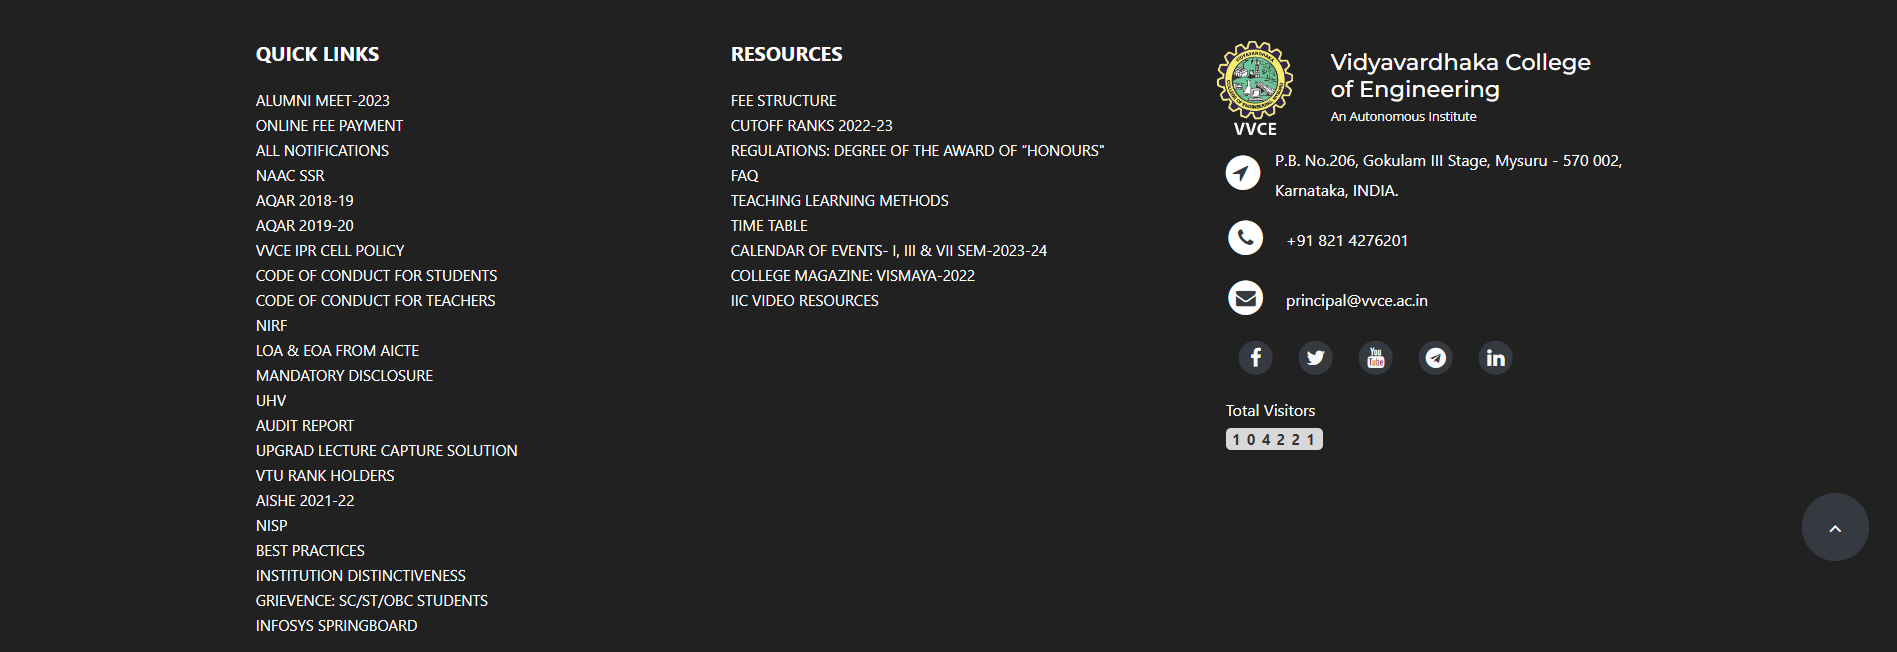 QUICK LINKS
ALUMNI MEET-2023
ONLINE FEE PAYMENT
ALL NOTIFICATIONS
NAAC SSR
AQAR 2018-19
AQAR 2019-20
VVCE IPR CELL POLICY
CODE OF CONDUCT FOR STUDENTS
CODE OF CONDUCT FOR TEACHERS
NIRF
LOA & EOA FROM AICTE
MANDATORY DISCLOSURE
UHV
AUDIT REPORT
UPGRAD LECTURE CAPTURE SOLUTION
VTU RANK HOLDERS
AISHE 2021-22
NISP
BEST PRACTICES
INSTITUTION DISTINCTIVENESS
GRIEVENCE: SC/ST/OBC STUDENTS
INFOSYS SPRINGBOARD
RESOURCES
FEE STRUCTURE
CUTOFF RANKS 2022-23
REGULATIONS: DEGREE OF THE AWARD OF “HONOURS"
FAQ
TEACHING LEARNING METHODS
TIME TABLE
CALENDAR OF EVENTS- I, III & VII SEM-2023-24
COLLEGE MAGAZINE: VISMAYA-2022
IIC VIDEO RESOURCES
VIDYAVARDHAKA
COLLEGE OF ENGINEERING
VVCE
Vidyavardhaka College
of Engineering
An Autonomous Institute
P.B. No.206, Gokulam III Stage, Mysuru - 570 002,
Karnataka, INDIA.
+91 821 4276201
principal@vvce.ac.in
You
Tube
Total Visitors
104221